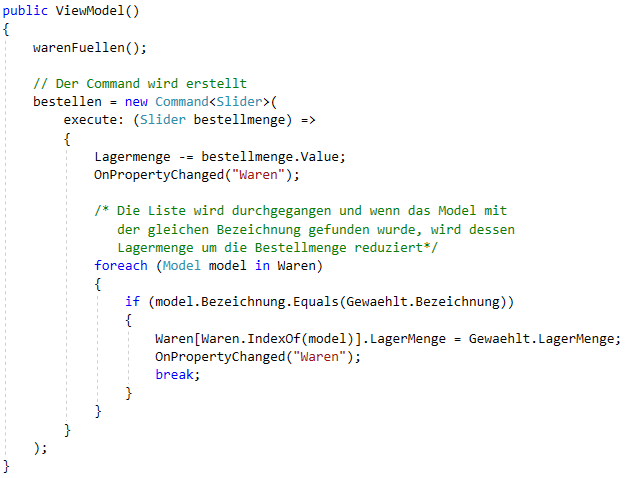 public ViewModel()
{
    warenFuellen();

    // Der Command wird erstellt
    bestellen = new Command<Slider>(
        execute: (Slider bestellmenge) =>
        {
            Lagermenge -= bestellmenge.Value;
            OnPropertyChanged("Waren");

            /* Die Liste wird durchgegangen und wenn das Model mit
               der gleichen Bezeichnung gefunden wurde, wird dessen
               Lagermenge um die Bestellmenge reduziert*/
            foreach (Model model in Waren)
            {
                if (model.Bezeichnung.Equals(Gewaehlt.Bezeichnung))
                {
                    Waren[Waren.IndexOf(model)].LagerMenge = Gewaehlt.LagerMenge;
                    OnPropertyChanged("Waren");
                    break;
                }
            }
        }
    );
}